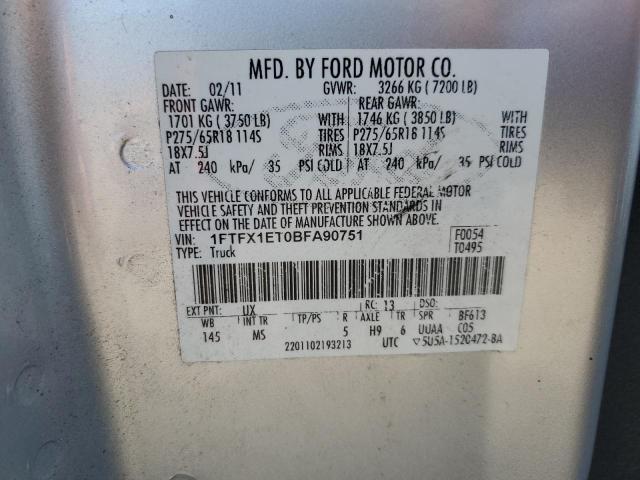 MFD. BY FORD MOTOR CO.
DATE: 02/11 GVWR: 3266 KG ( 7200 LB)
FRONT GAWR: REAR GAWR:
1701 KG ( 3750 LB) WITH 1746 KG ( 3850 LB) WITH
P275/65R18 114S TIRES P275/65R18 114S TIRES
18X7.5J RIMS 18X7.5J RIMS
AT 240 kPa/ 35 PSI COLD AT 240 kPa/ 35 PSI COLD
THIS VEHICLE CONFORMS TO ALL APPLICABLE FEDERAL MOTOR
VEHICLE SAFETY AND THEFT PREVENTION STANDARDS IN
EFFECT ON THE DATE OF MANUFACTURE SHOWN ABOVE.
VIN: 1FTFX1ET0BFA90751 F0054
TYPE: Truck T0495
EXT PNT: UX RC: 13 DSO:
WB INT TR TP/PS R AXLE TR SPR BF613
145 MS 5 H9 6 UUAA C05
2201102193213 UTC ▽5U5A-1520472-BA